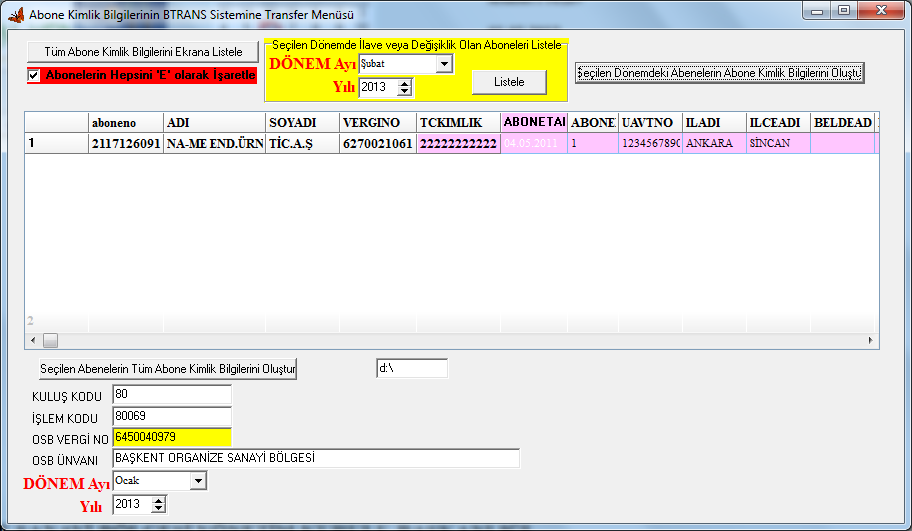 Abone Kimlik Bilgilerinin BTRANS Sistemine Transfer Menüsü
Tüm Abone Kimlik Bilgilerini Ekrana Listele
Abonelerin Hepsini 'E' olarak İşaretle
Seçilen Dönemde İlave veya Değişiklik Olan Aboneleri Listele
DÖNEM Ayı Şubat
Yılı 2013
Listele
Seçilen Dönemdeki Abenelerin Abone Kimlik Bilgilerini Oluştu
aboneno ADI SOYADI VERGINO TCKIMLIK ABONETAI ABONE UAVTNO ILADI ILCEADI BELDEAD
1 2117126091 NA-ME END.ÜRN TİC.A.Ş 6270021061 22222222222 04.05.2011 1 1234567890 ANKARA SİNCAN
2
Seçilen Abenelerin Tüm Abone Kimlik Bilgilerini Oluştur
d:\
KULUŞ KODU 80
İŞLEM KODU 80069
OSB VERGİ NO 6450040979
OSB ÜNVANI BAŞKENT ORGANİZE SANAYİ BÖLGESİ
DÖNEM Ayı Ocak
Yılı 2013